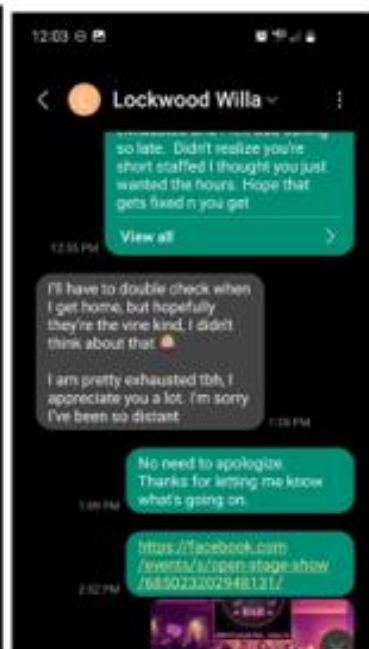 12:03
Lockwood Willa
so late. Didn't realize you're
short staffed I thought you just
wanted the hours. Hope that
gets fixed n you get
View all
12:55 PM
I'll have to double check when
I get home, but hopefully
they're the vine kind, I didn't
think about that
I am pretty exhausted tbh, I
appreciate you a lot. I'm sorry
I've been so distant
No need to apologize.
Thanks for letting me know
what's going on.
https://facebook.com
/events/s/open-stage-show
/685023202948131/
2:52 PM